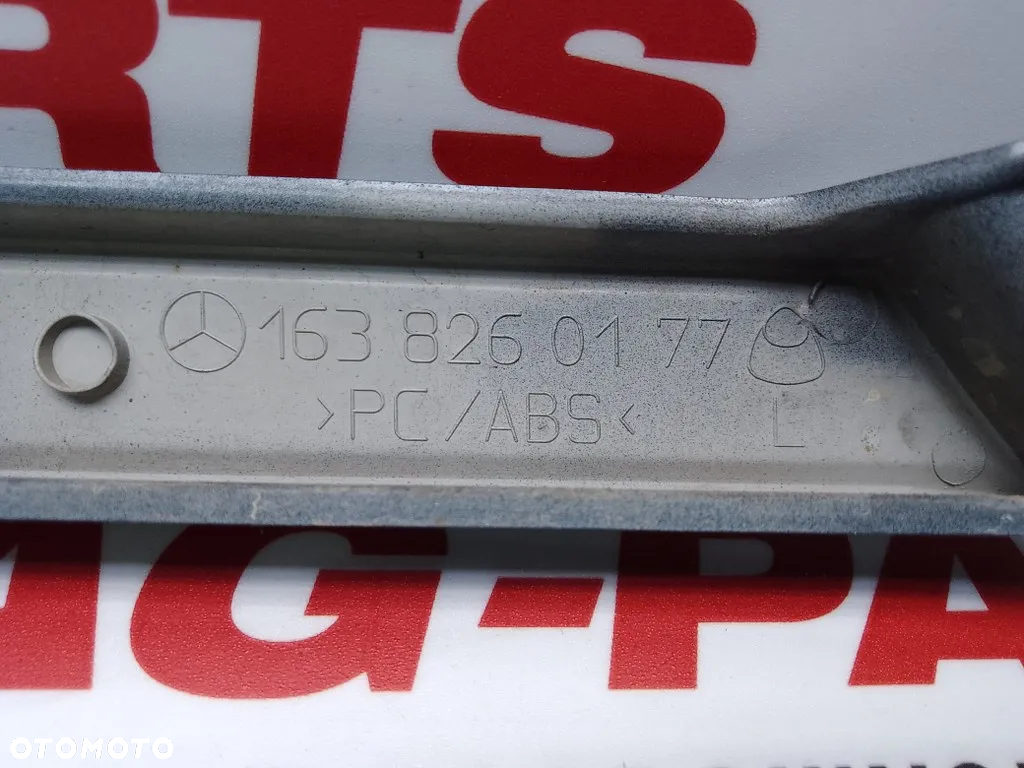 RTS
163 826 01 77
>PC/ABS< L
AG-PA
OTOMOTO